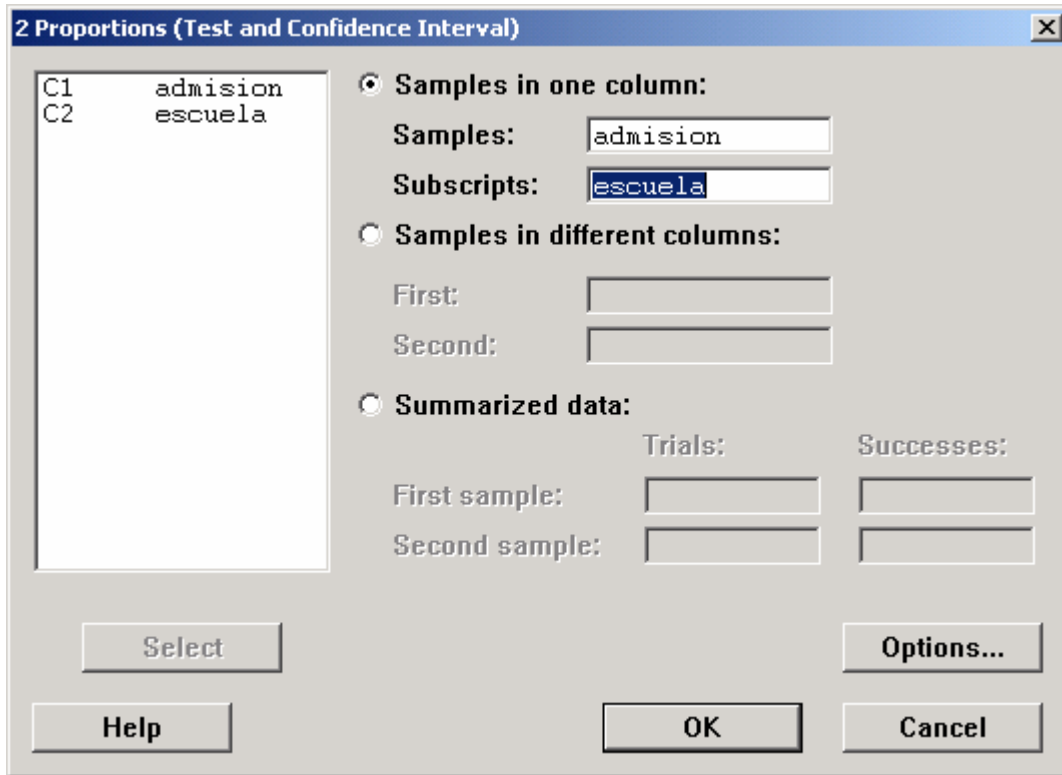 2 Proportions (Test and Confidence Interval)
C1 admision
C2 escuela
Samples in one column:
Samples: admision
Subscripts: escuela
Samples in different columns:
First:
Second:
Summarized data:
Trials: Successes:
First sample:
Second sample:
Select
Options...
Help
OK
Cancel